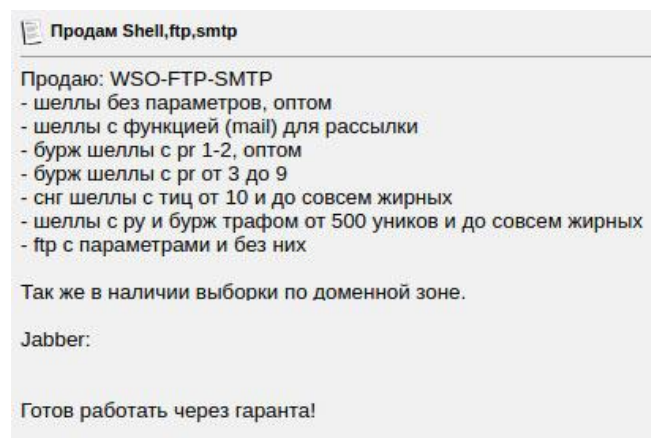 Продам Shell,ftp,smtp
Продаю: WSO-FTP-SMTP
- шеллы без параметров, оптом
- шеллы с функцией (mail) для рассылки
- бурж шеллы с pr 1-2, оптом
- бурж шеллы с pr от 3 до 9
- снг шеллы с тиц от 10 и до совсем жирных
- шеллы с ру и бурж трафом от 500 уников и до совсем жирных
- ftp с параметрами и без них
Так же в наличии выборки по доменной зоне.
Jabber:
Готов работать через гаранта!